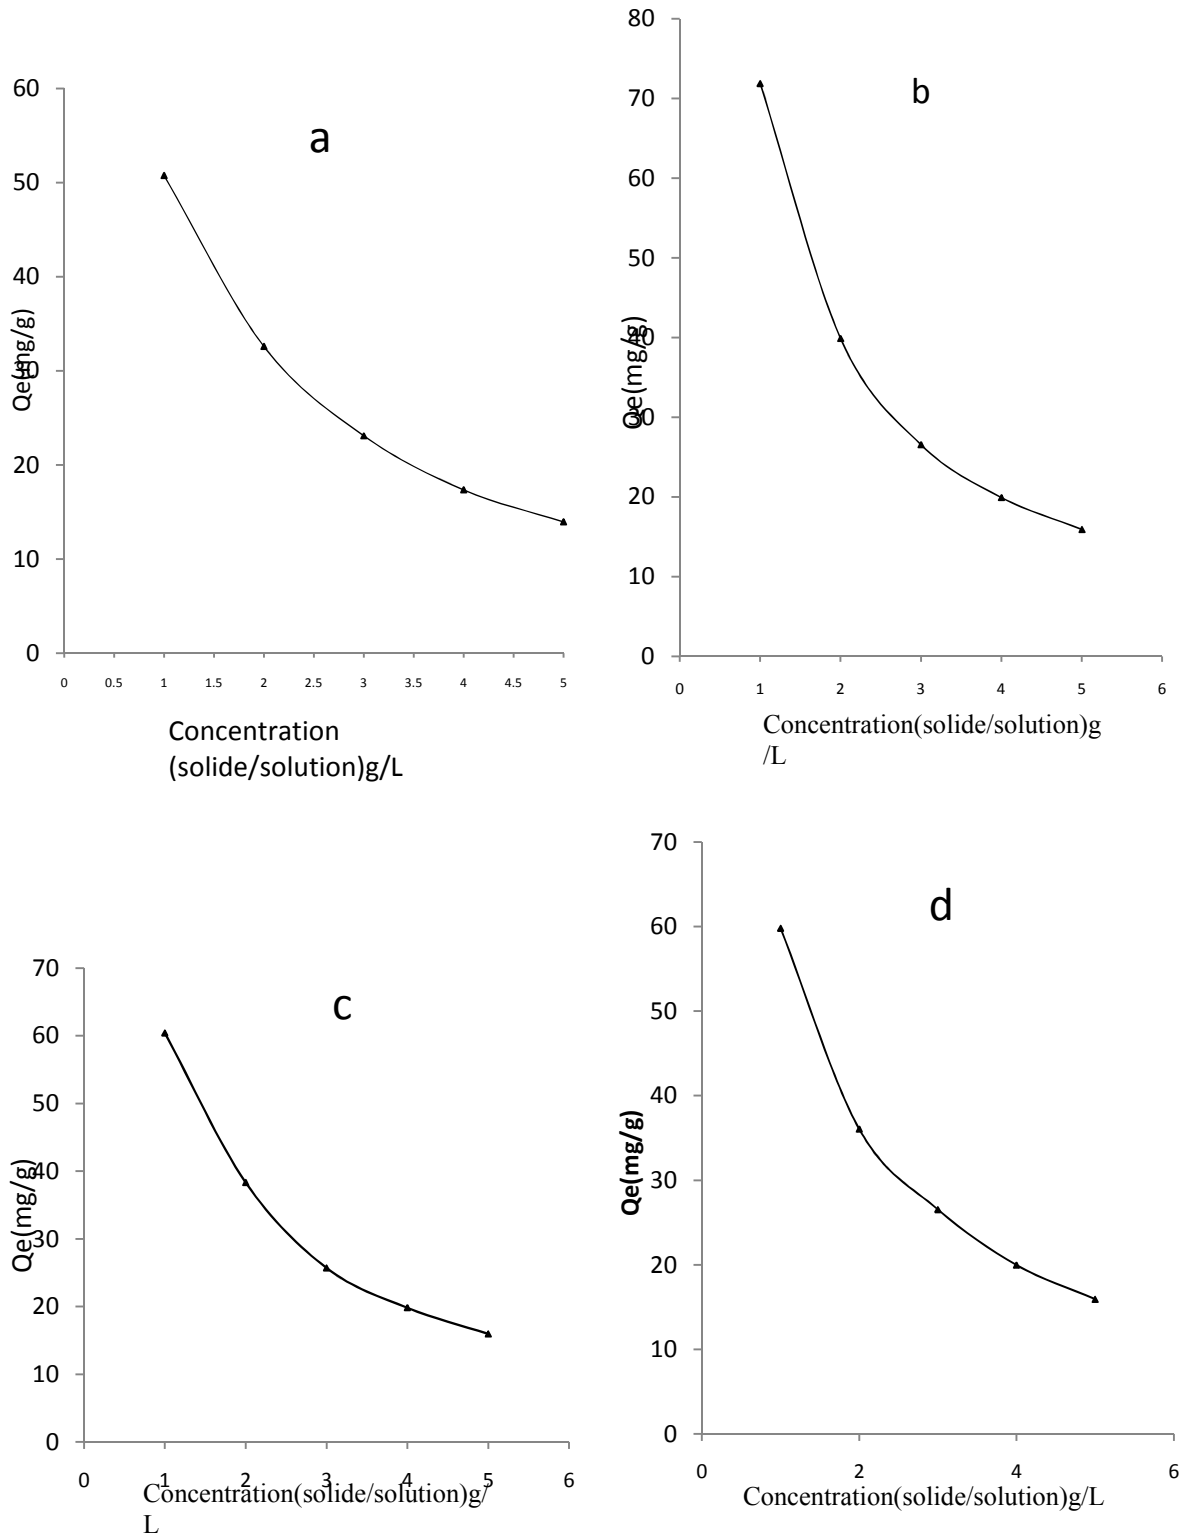 60
50
40
30
20
10
0
a
Qe(mg/g)
0 0.5 1 1.5 2 2.5 3 3.5 4 4.5 5
Concentration
(solide/solution)g/L
80
70
60
50
40
30
20
10
0
b
Qe(mg/g)
0 1 2 3 4 5 6
Concentration(solide/solution)g
/L
70
60
50
40
30
20
10
0
c
Qe(mg/g)
0 1 2 3 4 5 6
Concentration(solide/solution)g/
L
70
60
50
40
30
20
10
0
d
Qe(mg/g)
0 2 4 6
Concentration(solide/solution)g/L